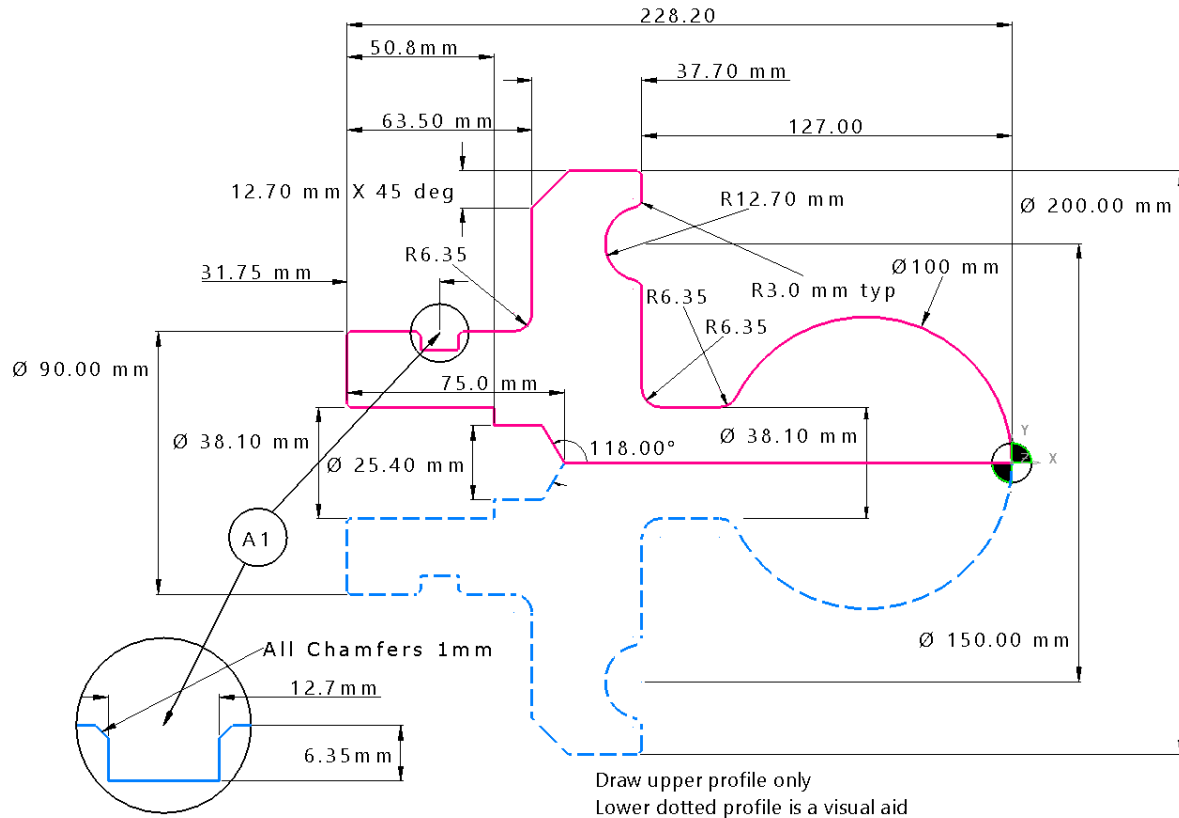 228.20
50.8mm
37.70 mm
63.50 mm
127.00
12.70 mm X 45 deg
R12.70 mm
Ø 200.00 mm
R6.35
31.75 mm
Ø100 mm
R3.0 mm typ
R6.35
R6.35
Ø 90.00 mm
75.0 mm
Y
Z
X
Ø 38.10 mm
118.00°
Ø 38.10 mm
Ø 25.40 mm
A1
Ø 150.00 mm
All Chamfers 1mm
12.7mm
6.35mm
Draw upper profile only
Lower dotted profile is a visual aid